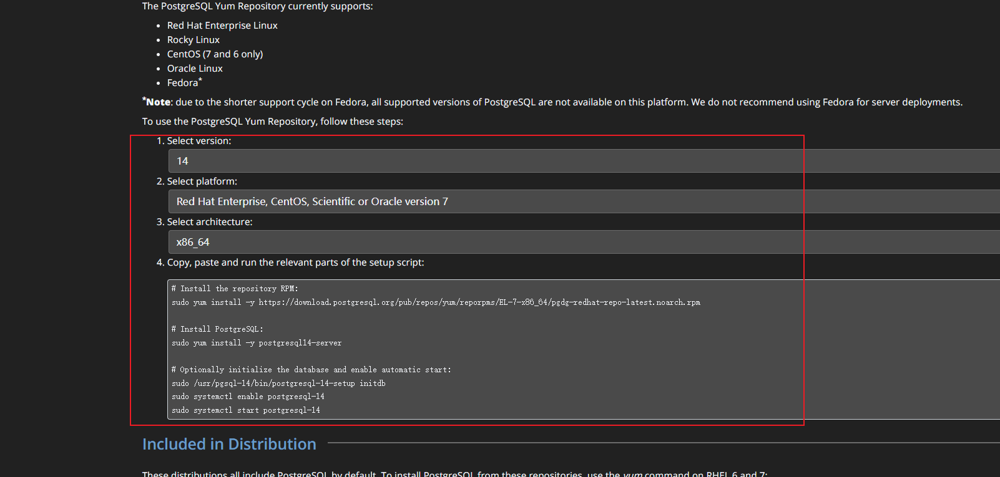 The PostgreSQL Yum Repository currently supports:
• Red Hat Enterprise Linux
• Rocky Linux
• CentOS (7 and 6 only)
• Oracle Linux
• Fedora*
*Note: due to the shorter support cycle on Fedora, all supported versions of PostgreSQL are not available on this platform. We do not recommend using Fedora for server deployments.
To use the PostgreSQL Yum Repository, follow these steps:
1. Select version:
14
2. Select platform:
Red Hat Enterprise, CentOS, Scientific or Oracle version 7
3. Select architecture:
x86_64
4. Copy, paste and run the relevant parts of the setup script:
# Install the repository RPM:
sudo yum install -y https://download.postgresql.org/pub/repos/yum/reporpms/EL-7-x86_64/pgdg-redhat-repo-latest.noarch.rpm
# Install PostgreSQL:
sudo yum install -y postgresql14-server
# Optionally initialize the database and enable automatic start:
sudo /usr/pgsql-14/bin/postgresql-14-setup initdb
sudo systemctl enable postgresql-14
sudo systemctl start postgresql-14
Included in Distribution
These distributions all include PostgreSQL by default. To install PostgreSQL from these repositories, use the yum command on RHEL 6 and 7: